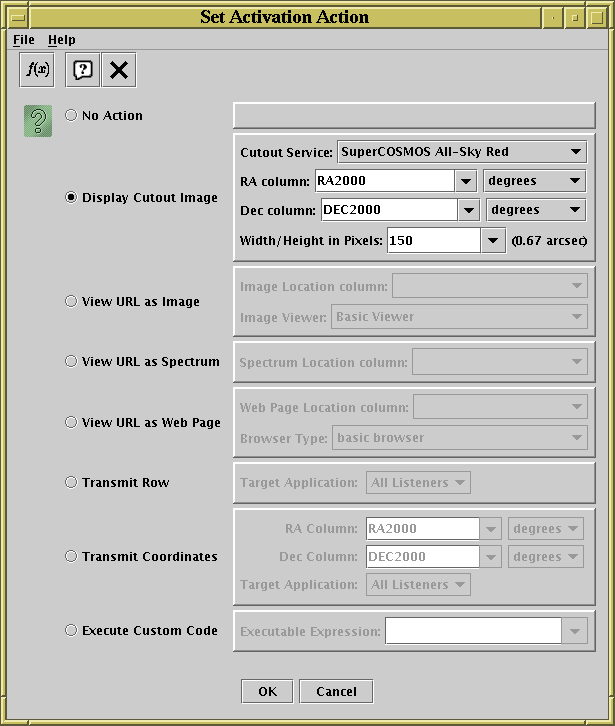 Set Activation Action
File Help
f(x) ?
?
No Action
Display Cutout Image
Cutout Service: SuperCOSMOS All-Sky Red
RA column: RA2000 degrees
Dec column: DEC2000 degrees
Width/Height in Pixels: 150 (0.67 arcsec)
View URL as Image
Image Location column:
Image Viewer: Basic Viewer
View URL as Spectrum
Spectrum Location column:
View URL as Web Page
Web Page Location column:
Browser Type: basic browser
Transmit Row
Target Application: All Listeners
Transmit Coordinates
RA Column: RA2000 degrees
Dec Column: DEC2000 degrees
Target Application: All Listeners
Execute Custom Code
Executable Expression:
OK Cancel